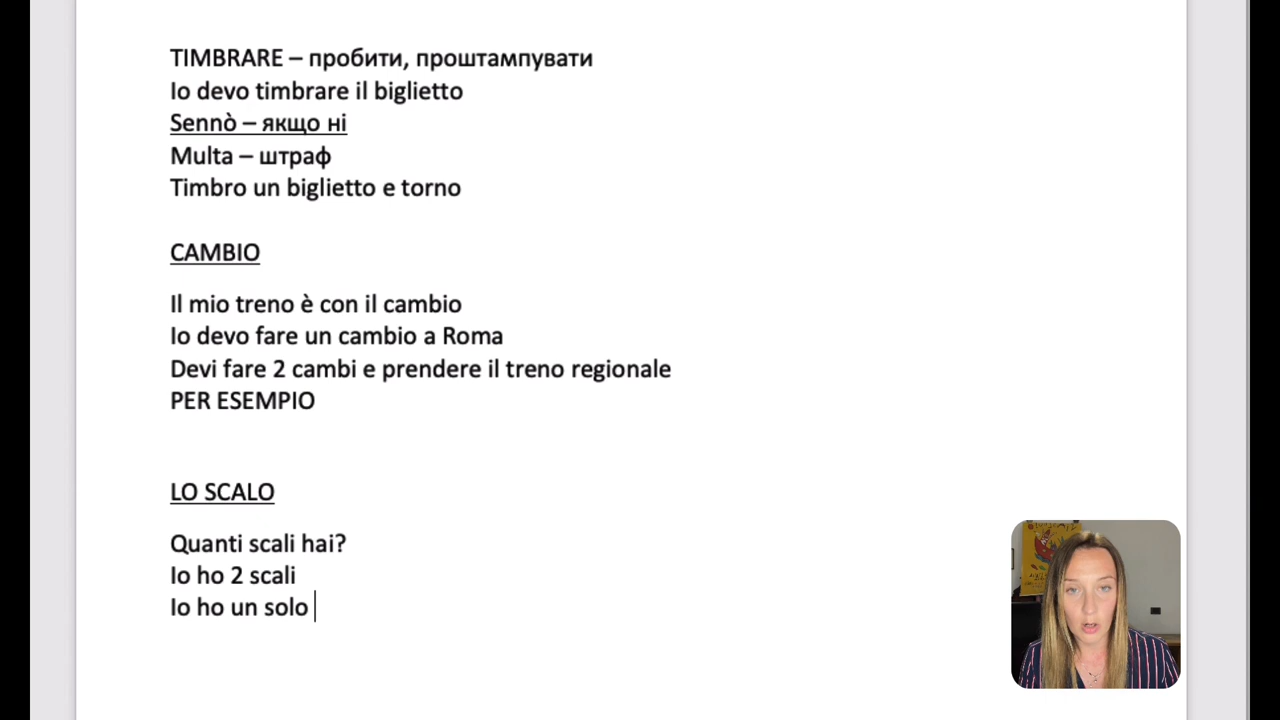 TIMBRARE – пробити, проштампувати
Io devo timbrare il biglietto
Sennò – якщо ні
Multa – штраф
Timbro un biglietto e torno
CAMBIO
Il mio treno è con il cambio
Io devo fare un cambio a Roma
Devi fare 2 cambi e prendere il treno regionale
PER ESEMPIO
LO SCALO
Quanti scali hai?
Io ho 2 scali
Io ho un solo